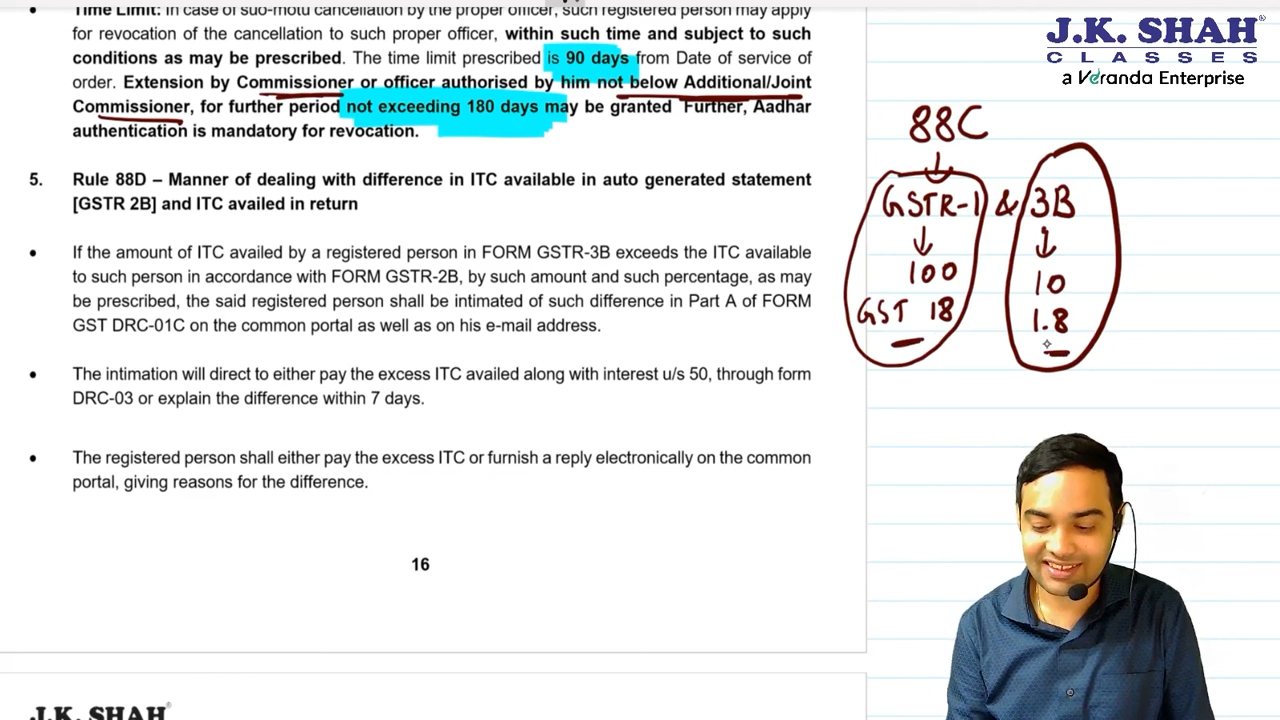 Time Limit: In case of suo-motu cancellation by the proper officer, such registered person may apply
for revocation of the cancellation to such proper officer, within such time and subject to such
conditions as may be prescribed. The time limit prescribed is 90 days from Date of service of
order. Extension by Commissioner or officer authorised by him not below Additional/Joint
Commissioner, for further period not exceeding 180 days may be granted Further, Aadhar
authentication is mandatory for revocation.
5. Rule 88D – Manner of dealing with difference in ITC available in auto generated statement
[GSTR 2B] and ITC availed in return
• If the amount of ITC availed by a registered person in FORM GSTR-3B exceeds the ITC available
to such person in accordance with FORM GSTR-2B, by such amount and such percentage, as may
be prescribed, the said registered person shall be intimated of such difference in Part A of FORM
GST DRC-01C on the common portal as well as on his e-mail address.
• The intimation will direct to either pay the excess ITC availed along with interest u/s 50, through form
DRC-03 or explain the difference within 7 days.
• The registered person shall either pay the excess ITC or furnish a reply electronically on the common
portal, giving reasons for the difference.
16
J.K. SHAH
J.K. SHAH
CLASSES
a Veranda Enterprise
88C
GSTR-1 & 3B
100 10
GST 18 1.8